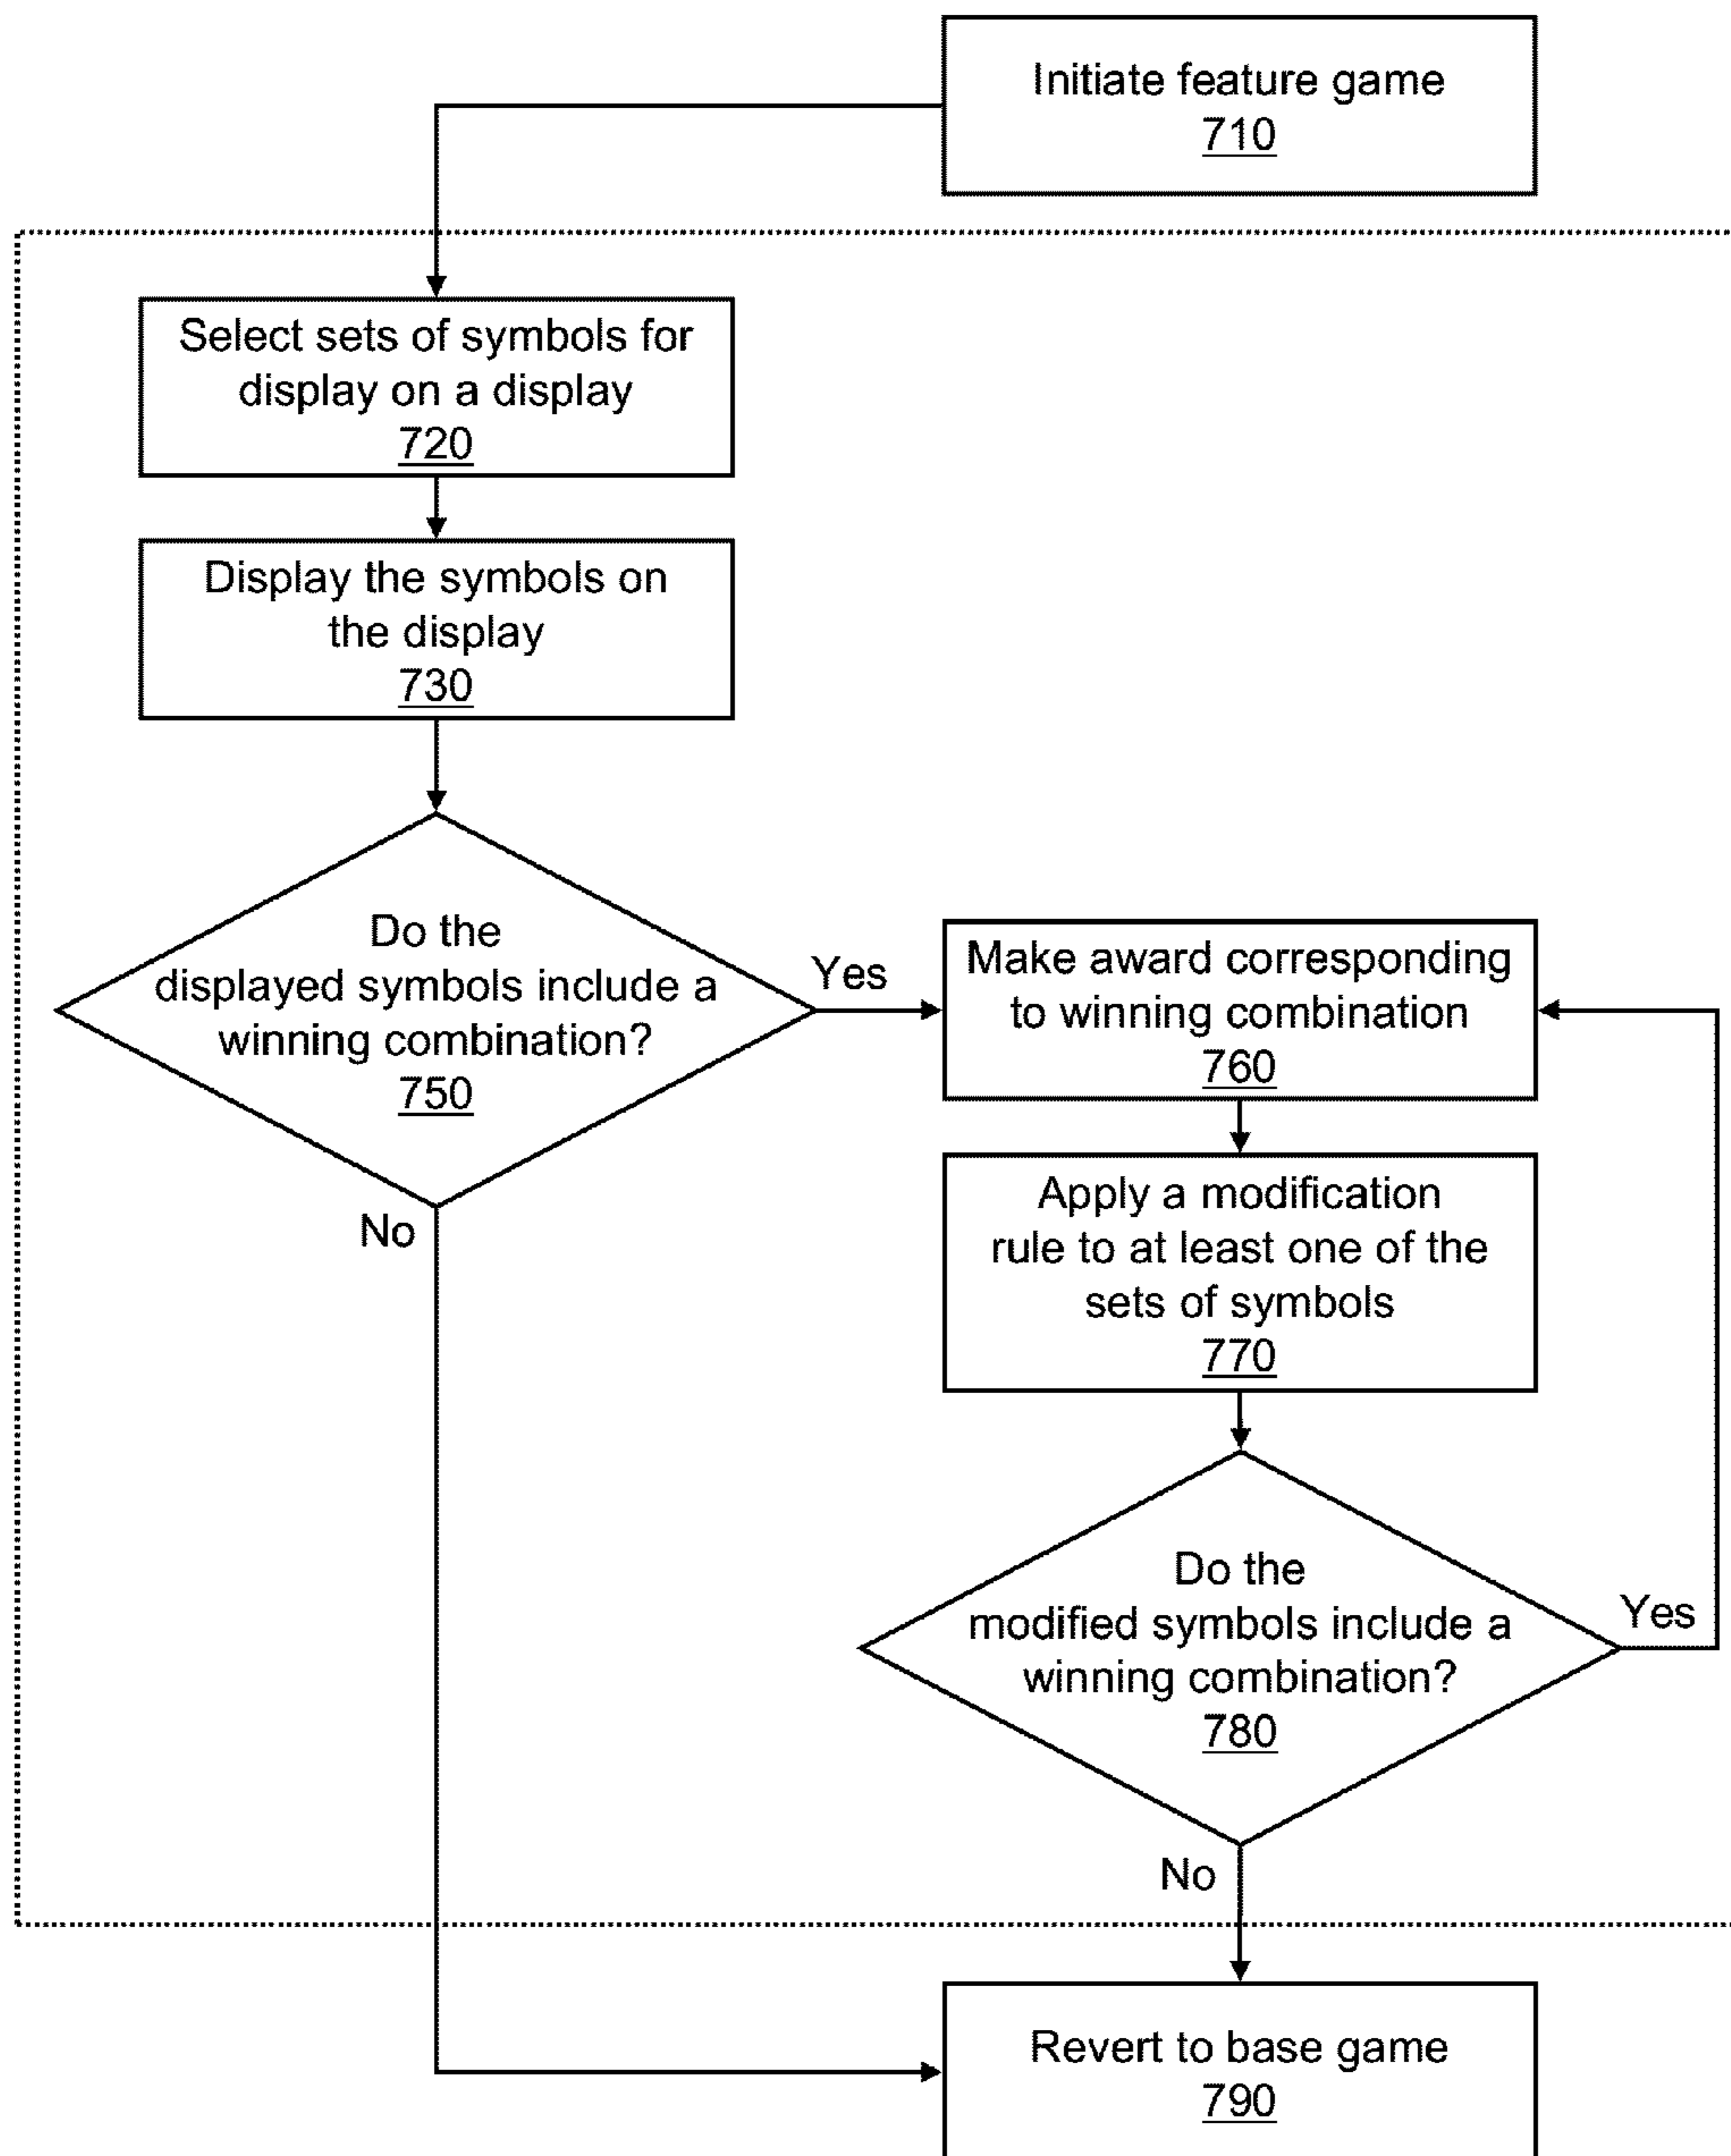 Initiate feature game
710
Select sets of symbols for
display on a display
720
Display the symbols on
the display
730
Do the
displayed symbols include a
winning combination?
750
Yes
No
Make award corresponding
to winning combination
760
Apply a modification
rule to at least one of the
sets of symbols
770
Do the
modified symbols include a
winning combination?
780
Yes
No
Revert to base game
790